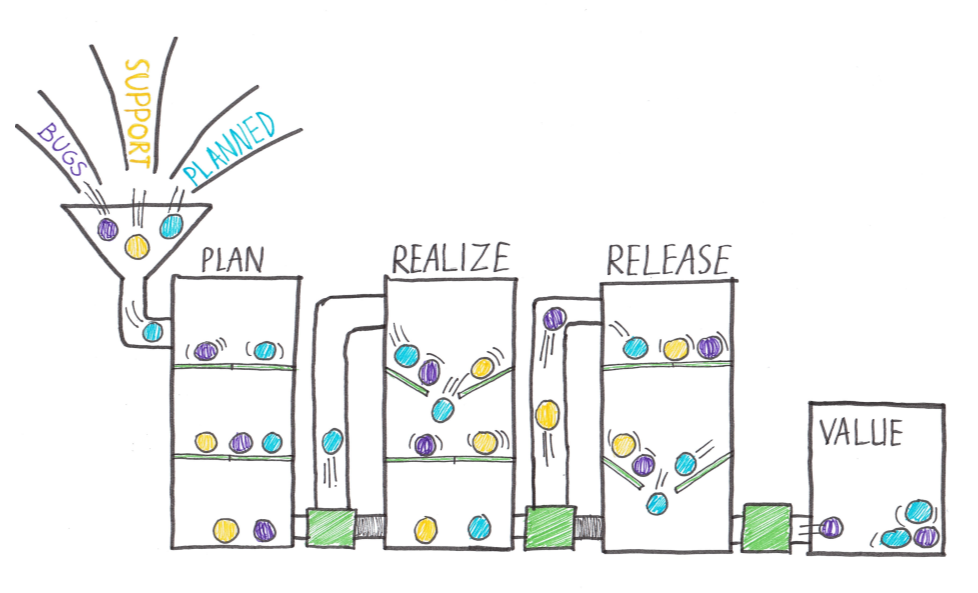 BUGS
SUPPORT
PLANNED
PLAN
REALIZE
RELEASE
VALUE